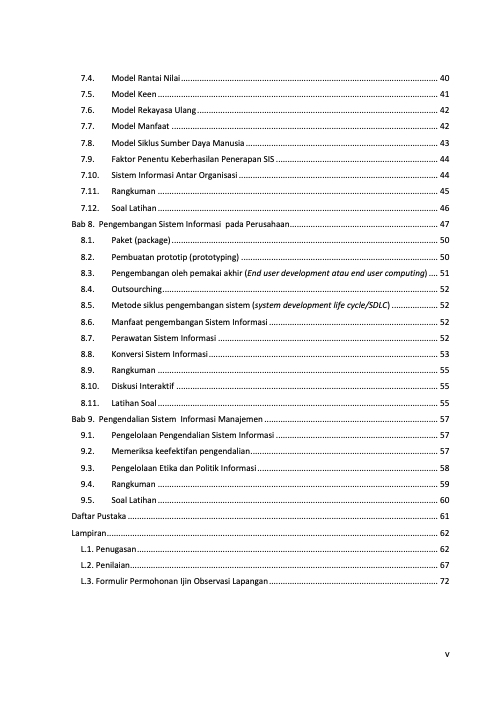 7.4. Model Rantai Nilai ........ 40
7.5. Model Keen ........ 41
7.6. Model Rekayasa Ulang ........ 42
7.7. Model Manfaat ........ 42
7.8. Model Siklus Sumber Daya Manusia ........ 43
7.9. Faktor Penentu Keberhasilan Penerapan SIS ........ 44
7.10. Sistem Informasi Antar Organisasi ........ 44
7.11. Rangkuman ........ 45
7.12. Soal Latihan ........ 46
Bab 8. Pengembangan Sistem Informasi pada Perusahaan ........ 47
8.1. Paket (package) ........ 50
8.2. Pembuatan prototip (prototyping) ........ 50
8.3. Pengembangan oleh pemakai akhir (End user development atau end user computing) .... 51
8.4. Outsourching ........ 52
8.5. Metode siklus pengembangan sistem (system development life cycle/SDLC) ........ 52
8.6. Manfaat pengembangan Sistem Informasi ........ 52
8.7. Perawatan Sistem Informasi ........ 52
8.8. Konversi Sistem Informasi ........ 53
8.9. Rangkuman ........ 55
8.10. Diskusi Interaktif ........ 55
8.11. Latihan Soal ........ 55
Bab 9. Pengendalian Sistem Informasi Manajemen ........ 57
9.1. Pengelolaan Pengendalian Sistem Informasi ........ 57
9.2. Memeriksa keefektifan pengendalian ........ 57
9.3. Pengelolaan Etika dan Politik Informasi ........ 58
9.4. Rangkuman ........ 59
9.5. Soal Latihan ........ 60
Daftar Pustaka ........ 61
Lampiran ........ 62
L.1. Penugasan ........ 62
L.2. Penilaian ........ 67
L.3. Formulir Permohonan Ijin Observasi Lapangan ........ 72
v